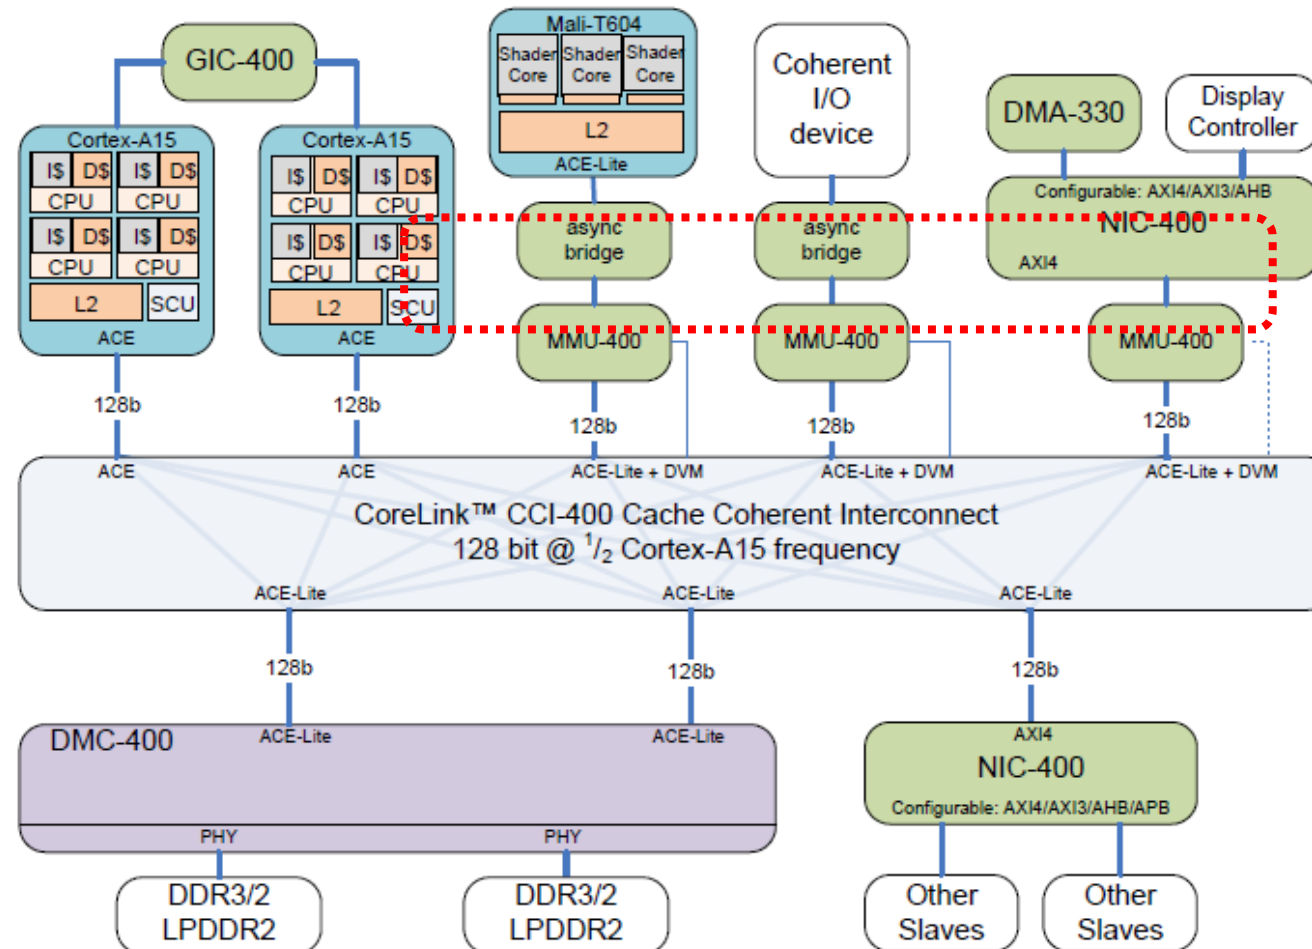 GIC-400
Cortex-A15
I$ D$ I$ D$
CPU CPU
I$ D$ I$ D$
CPU CPU
L2 SCU
ACE
Cortex-A15
I$ D$ I$ D$
CPU CPU
I$ D$ I$ D$
CPU CPU
L2 SCU
ACE
Mali-T604
Shader Shader Shader
Core Core Core
L2
ACE-Lite
Coherent
I/O
device
DMA-330
Display
Controller
Configurable: AXI4/AXI3/AHB
NIC-400
AXI4
async
bridge
async
bridge
MMU-400
MMU-400
MMU-400
128b
128b
128b
128b
128b
ACE
ACE
ACE-Lite + DVM
ACE-Lite + DVM
ACE-Lite + DVM
CoreLink™ CCI-400 Cache Coherent Interconnect
128 bit @ 1/2 Cortex-A15 frequency
ACE-Lite
ACE-Lite
ACE-Lite
128b
128b
128b
DMC-400
ACE-Lite
ACE-Lite
PHY
PHY
AXI4
NIC-400
Configurable: AXI4/AXI3/AHB/APB
DDR3/2
LPDDR2
DDR3/2
LPDDR2
Other
Slaves
Other
Slaves